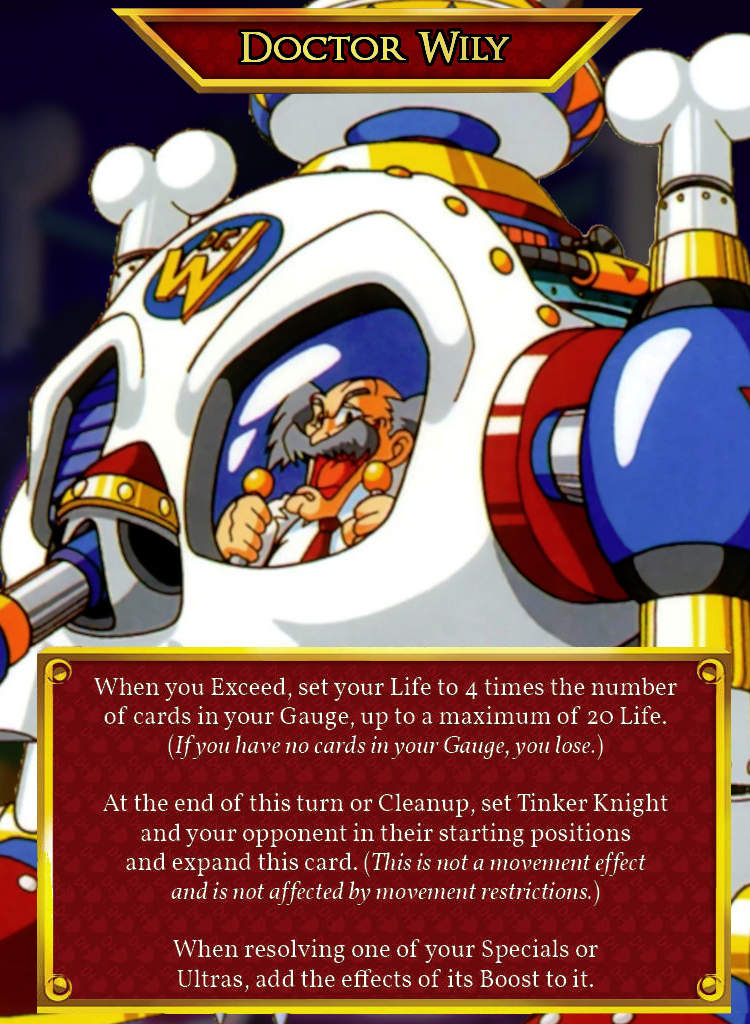 Doctor Wily
DR.
W
When you Exceed, set your Life to 4 times the number
of cards in your Gauge, up to a maximum of 20 Life.
(If you have no cards in your Gauge, you lose.)
At the end of this turn or Cleanup, set Tinker Knight
and your opponent in their starting positions
and expand this card. (This is not a movement effect
and is not affected by movement restrictions.)
When resolving one of your Specials or
Ultras, add the effects of its Boost to it.